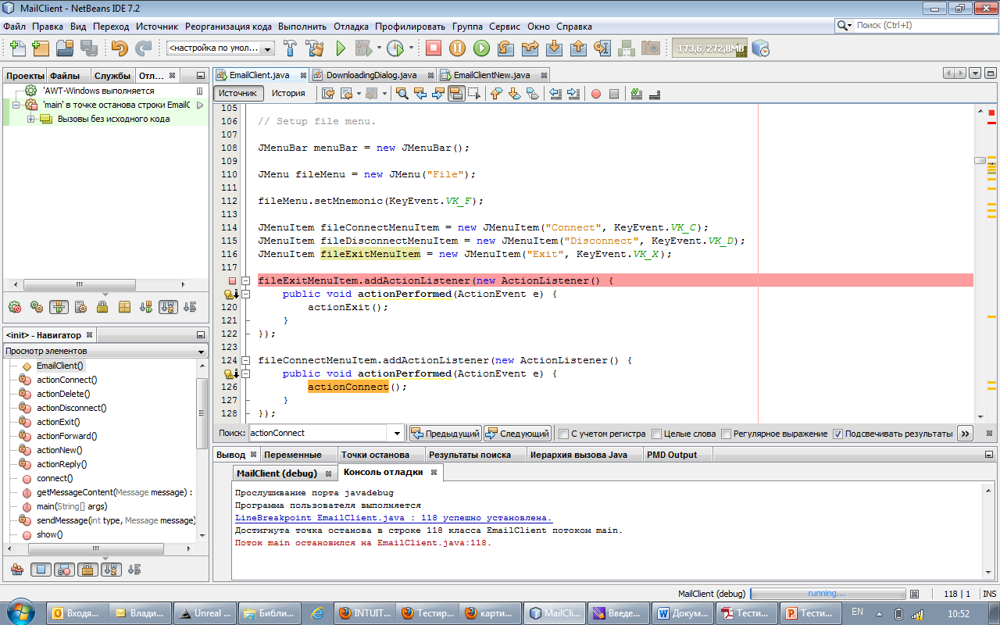 MailClient - NetBeans IDE 7.2
Файл Правка Вид Переход Источник Реорганизация кода Выполнить Отладка Профилировать Группа Сервис Окно Справка
Поиск (Ctrl+I)
<настройка по умол...
173,6/272,8MB
Проекты Файлы Службы Отл...
EmailClient.java DownloadingDialog.java EmailClientNew.java
Источник История
'AWT-Windows выполняется
'main' в точке останова строки EmailC
Вызовы без исходного кода
105
106 // Setup file menu.
107
108 JMenuBar menuBar = new JMenuBar();
109
110 JMenu fileMenu = new JMenu("File");
111
112 fileMenu.setMnemonic(KeyEvent.VK_F);
113
114 JMenuItem fileConnectMenuItem = new JMenuItem("Connect", KeyEvent.VK_C);
115 JMenuItem fileDisconnectMenuItem = new JMenuItem("Disconnect", KeyEvent.VK_D);
116 JMenuItem fileExitMenuItem = new JMenuItem("Exit", KeyEvent.VK_X);
117
fileExitMenuItem.addActionListener(new ActionListener() {
public void actionPerformed(ActionEvent e) {
120 actionExit();
121 }
122 });
123
124 fileConnectMenuItem.addActionListener(new ActionListener() {
public void actionPerformed(ActionEvent e) {
126 actionConnect();
127 }
128 });
<init> - Навигатор
Просмотр элементов
EmailClient()
actionConnect()
actionDelete()
actionDisconnect()
actionExit()
actionForward()
actionNew()
actionReply()
connect()
getMessageContent(Message message) :
main(String[] args)
sendMessage(int type, Message message)
show()
Поиск: actionConnect Предыдущий Следующий С учетом регистра Целые слова Регулярное выражение Подсвечивать результаты
Вывод Переменные Точки останова Результаты поиска Иерархия вызова Java PMD Output
MailClient (debug) Консоль отладки
Прослушивание порта javadebug
Программа пользователя выполняется
LineBreakpoint EmailClient.java : 118 успешно установлена.
Достигнута точка останова в строке 118 класса EmailClient потоком main.
Поток main остановился на EmailClient.java:118.
MailClient (debug) running... 118 | 1 INS
Входя... Влади... Unreal ... Библи... INTUIT... Тестир... карти... MailCli... Введе... Докум... Тести... Тести... EN 10:52